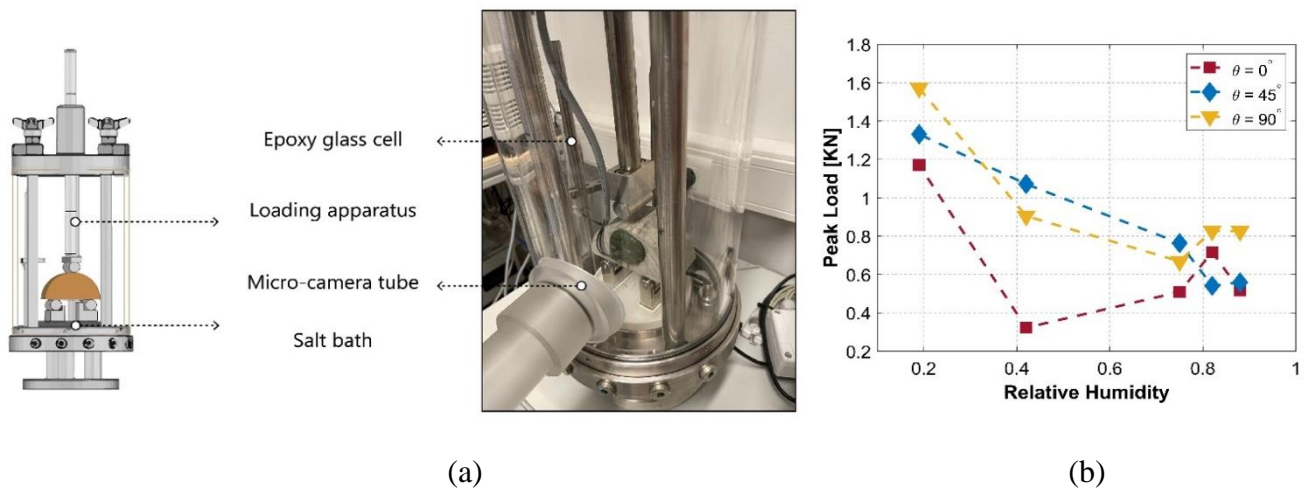 Epoxy glass cell
Loading apparatus
Micro-camera tube
Salt bath
(a)
1.8
1.6
1.4
1.2
1
0.8
0.6
0.4
0.2
Peak Load [KN]
θ = 0°
θ = 45°
θ = 90°
0.2 0.4 0.6 0.8 1
Relative Humidity
(b)